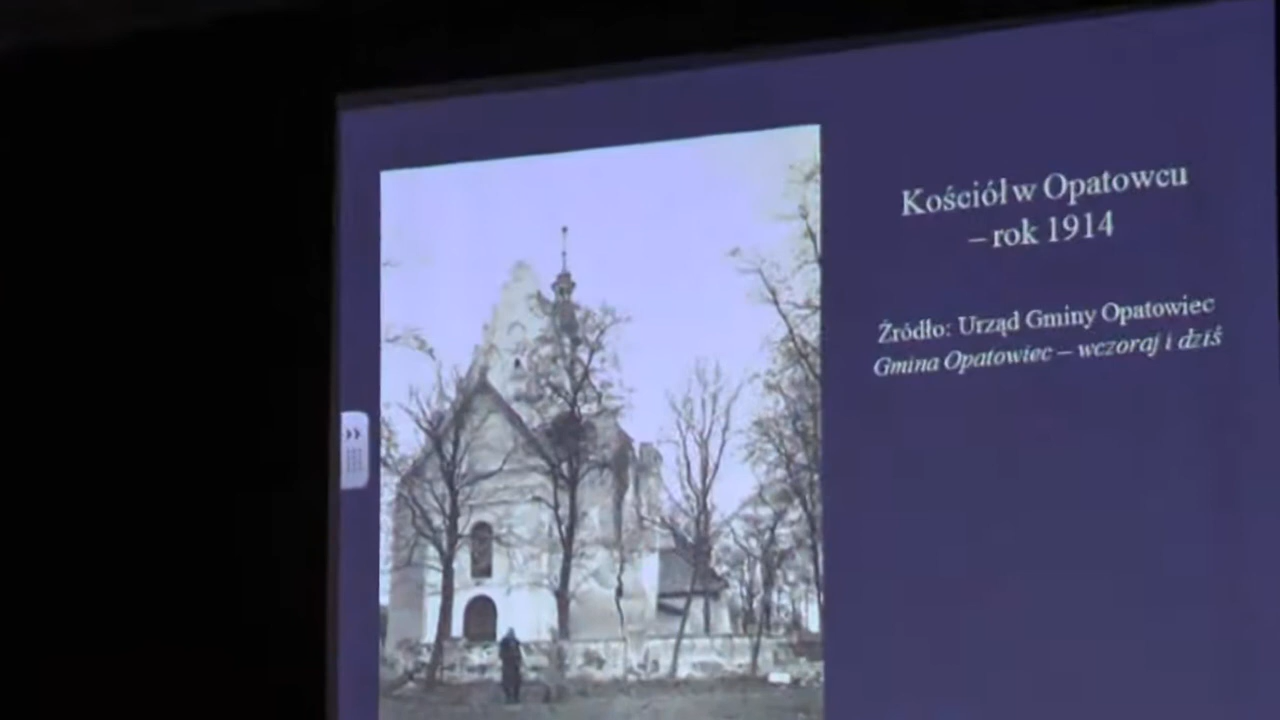 Kościół w Opatowcu
– rok 1914
Źródło: Urząd Gminy Opatowiec
Gmina Opatowiec – wczoraj i dziś